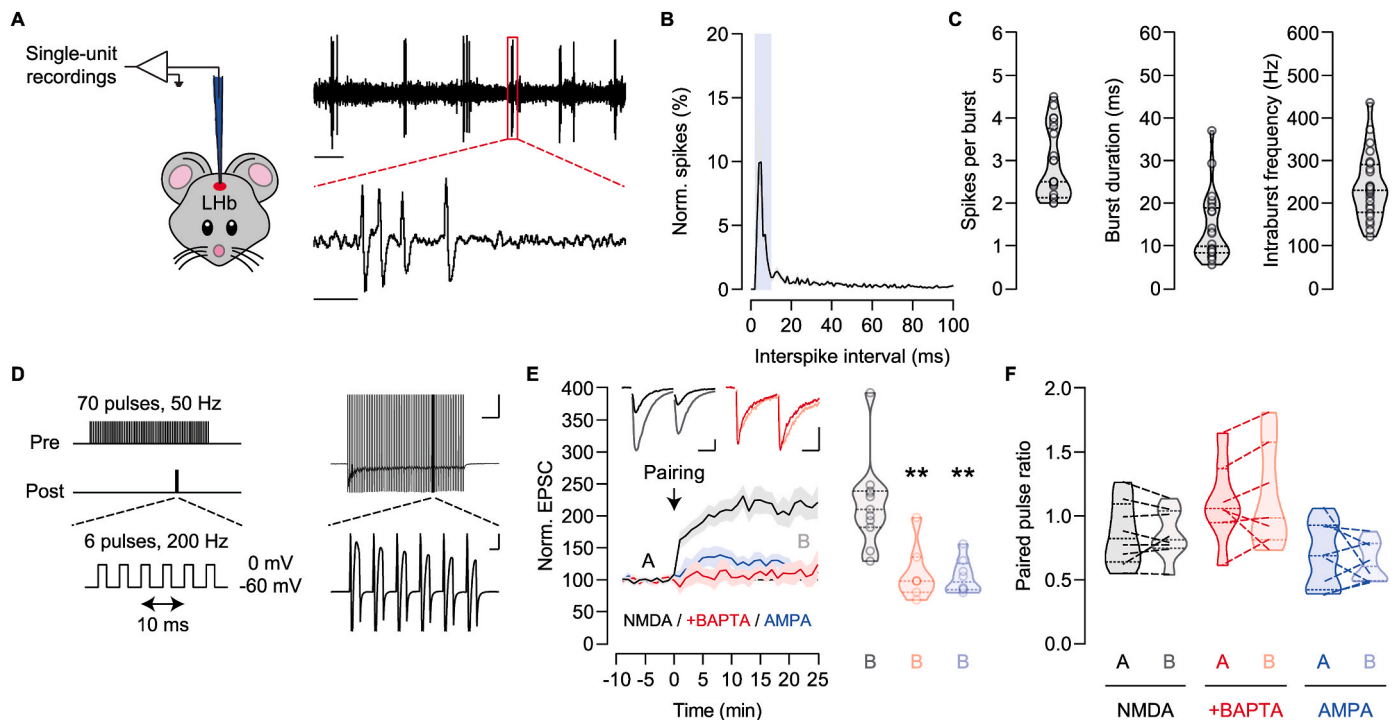 A
Single-unit
recordings
LHb
B
Norm. spikes (%)
20
15
10
5
0
0 20 40 60 80 100
Interspike interval (ms)
C
Spikes per burst
6
5
4
3
2
1
0
Burst duration (ms)
60
50
40
30
20
10
0
Intraburst frequency (Hz)
600
500
400
300
200
100
0
D
70 pulses, 50 Hz
Pre
Post
6 pulses, 200 Hz
0 mV
-60 mV
10 ms
E
Norm. EPSC
400
350
300
250
200
150
100
50
0
Pairing
A
B
NMDA / +BAPTA / AMPA
-10 -5 0 5 10 15 20 25
Time (min)
** **
B B B
F
Paired pulse ratio
2.0
1.5
1.0
0.5
0.0
A B A B A B
NMDA +BAPTA AMPA